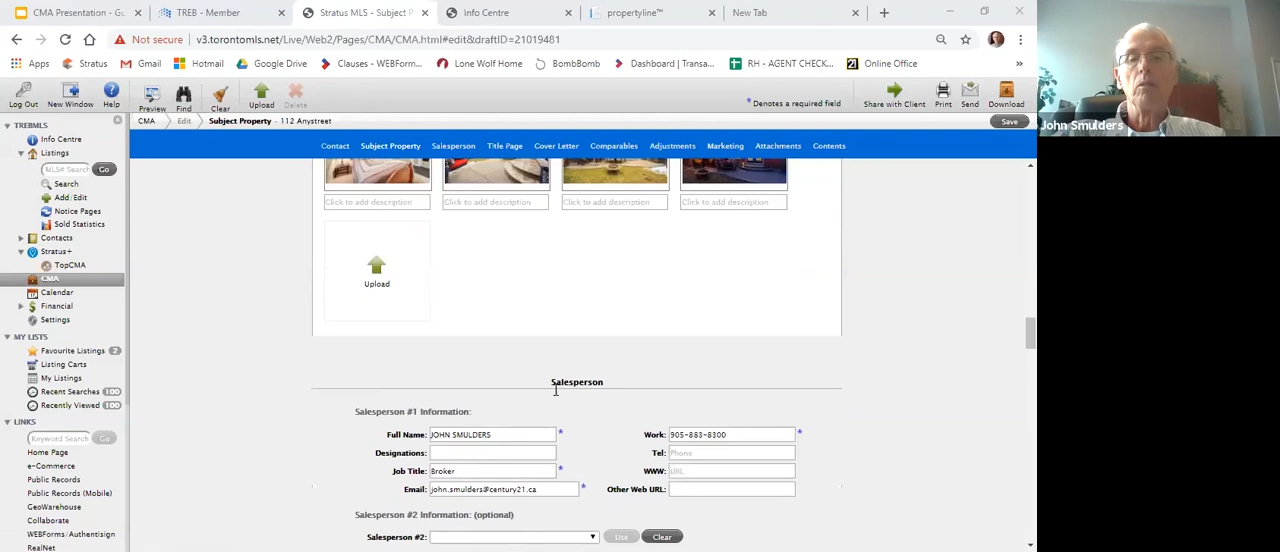 CMA Presentation - Go
TREB - Member
Stratus MLS - Subject P
Info Centre
propertyline™
New Tab
Not secure
v3.torontomls.net/Live/Web2/Pages/CMA/CMA.html#edit&draftID=21019481
Apps
Stratus
Gmail
Hotmail
Google Drive
Clauses - WEBForm...
Lone Wolf Home
BombBomb
Dashboard | Transa...
RH - AGENT CHECK...
Online Office
Log Out
New Window
Help
Preview
Find
Clear
Upload
Delete
* Denotes a required field
Share with Client
Print
Send
Download
John Smulders
TREBMLS
CMA
Edit
Subject Property - 112 Anystreet
Save
Info Centre
Listings
MLS# Search
Go
Search
Add/Edit
Notice Pages
Sold Statistics
Contacts
Stratus+
TopCMA
CMA
Calendar
Financial
Settings
MY LISTS
Favourite Listings 2
Listing Carts
My Listings
Recent Searches 100
Recently Viewed 100
LINKS
Keyword Search
Go
Home Page
e-Commerce
Public Records
Public Records (Mobile)
GeoWarehouse
Collaborate
WEBForms/Authentisign
RealNet
Contact
Subject Property
Salesperson
Title Page
Cover Letter
Comparables
Adjustments
Marketing
Attachments
Contents
Click to add description
Click to add description
Click to add description
Click to add description
Upload
Salesperson
Salesperson #1 Information:
Full Name: JOHN SMULDERS *
Work: 905-883-8300 *
Designations:
Tel: Phone
Job Title: Broker *
WWW: URL
Email: john.smulders@century21.ca *
Other Web URL:
Salesperson #2 Information: (optional)
Salesperson #2:
Use
Clear